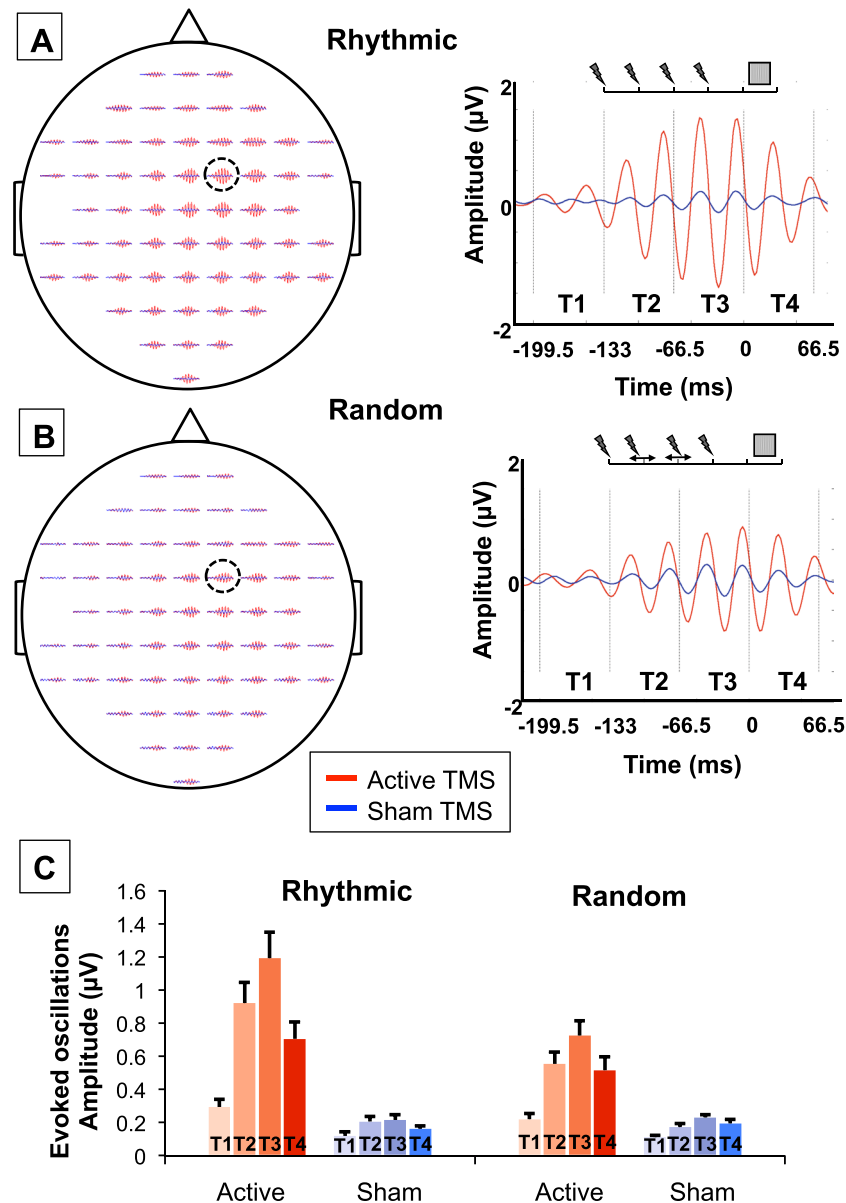 A
Rhythmic
2
0
-2
Amplitude (µV)
T1 T2 T3 T4
-199.5 -133 -66.5 0 66.5
Time (ms)
B
Random
2
0
-2
Amplitude (µV)
T1 T2 T3 T4
-199.5 -133 -66.5 0 66.5
Time (ms)
Active TMS
Sham TMS
C
Rhythmic Random
Evoked oscillations
Amplitude (µV)
1.6
1.4
1.2
1
0.8
0.6
0.4
0.2
0
T1 T2 T3 T4 T1 T2 T3 T4 T1 T2 T3 T4 T1 T2 T3 T4
Active Sham Active Sham